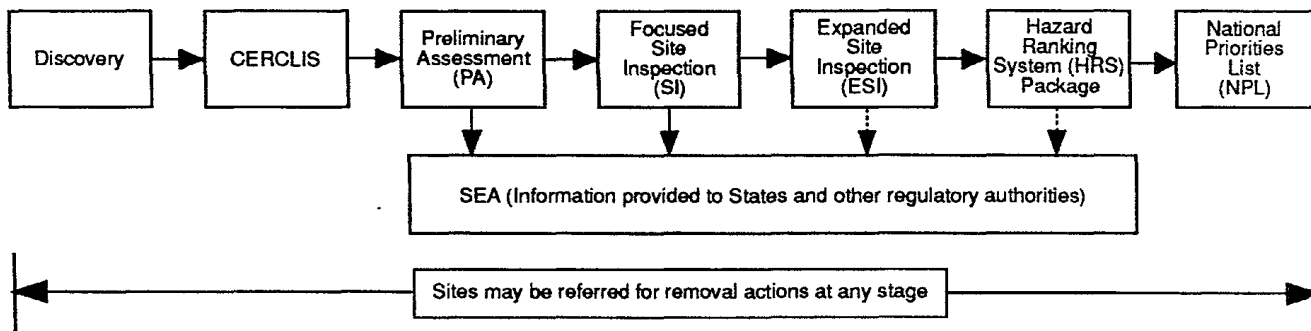 Discovery
CERCLIS
Preliminary
Assessment
(PA)
Focused
Site
Inspection
(SI)
Expanded
Site
Inspection
(ESI)
Hazard
Ranking
System (HRS)
Package
National
Priorities
List
(NPL)
SEA (Information provided to States and other regulatory authorities)
Sites may be referred for removal actions at any stage